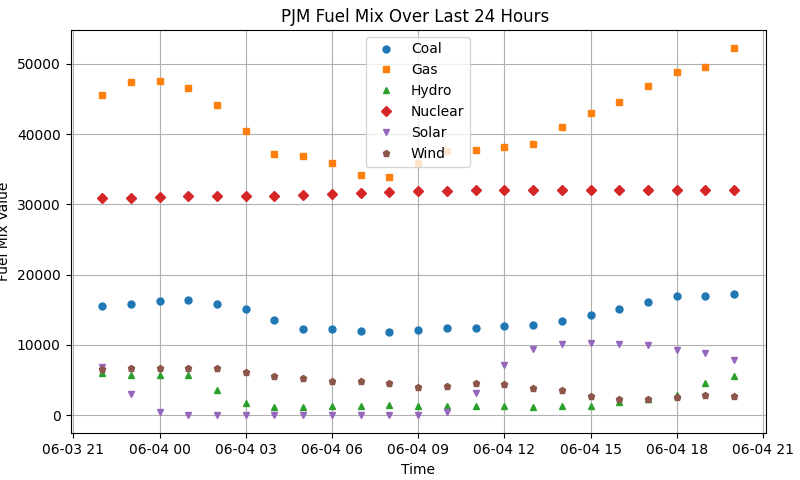 PJM Fuel Mix Over Last 24 Hours
Coal
Gas
Hydro
Nuclear
Solar
Wind
50000
40000
30000
20000
10000
0
Fuel Mix Value
06-03 21
06-04 00
06-04 03
06-04 06
06-04 09
06-04 12
06-04 15
06-04 18
06-04 21
Time